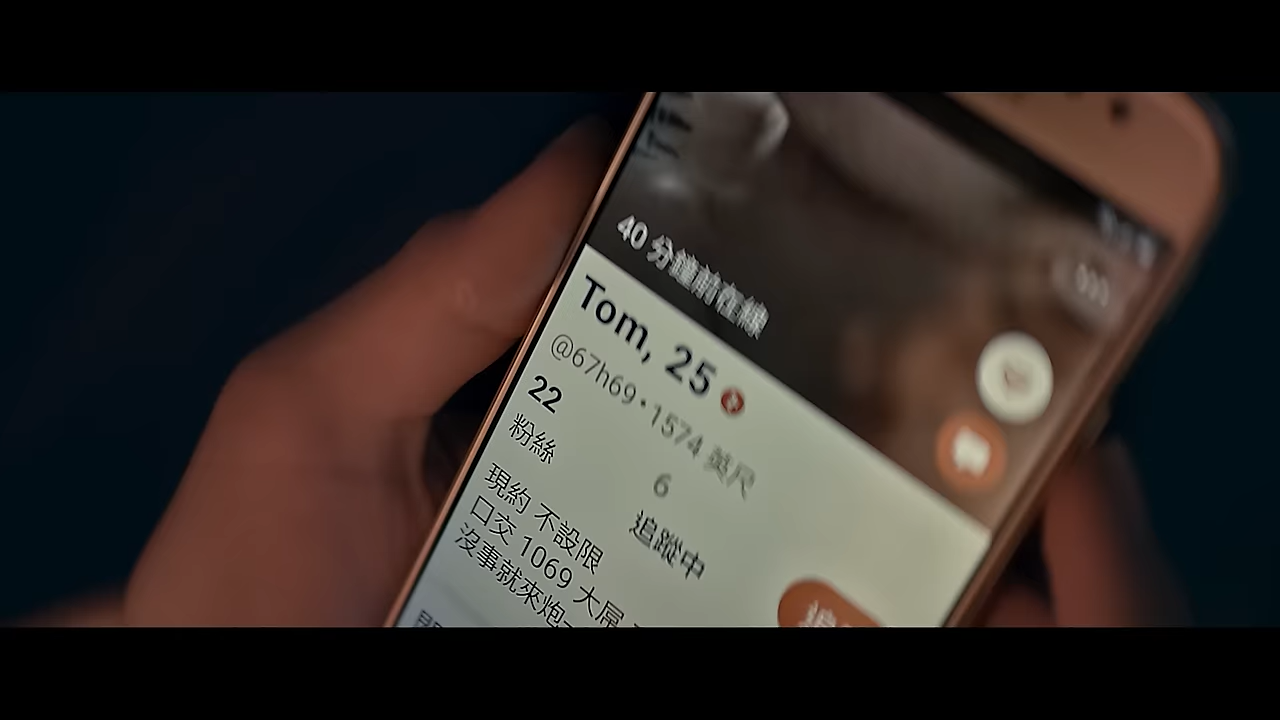 40 分鐘前在線
Tom, 25
@67h69 · 1574 英尺
22
粉絲
6
追蹤中
現約 不設限
口交 1069 大屌
沒事就來炮
追